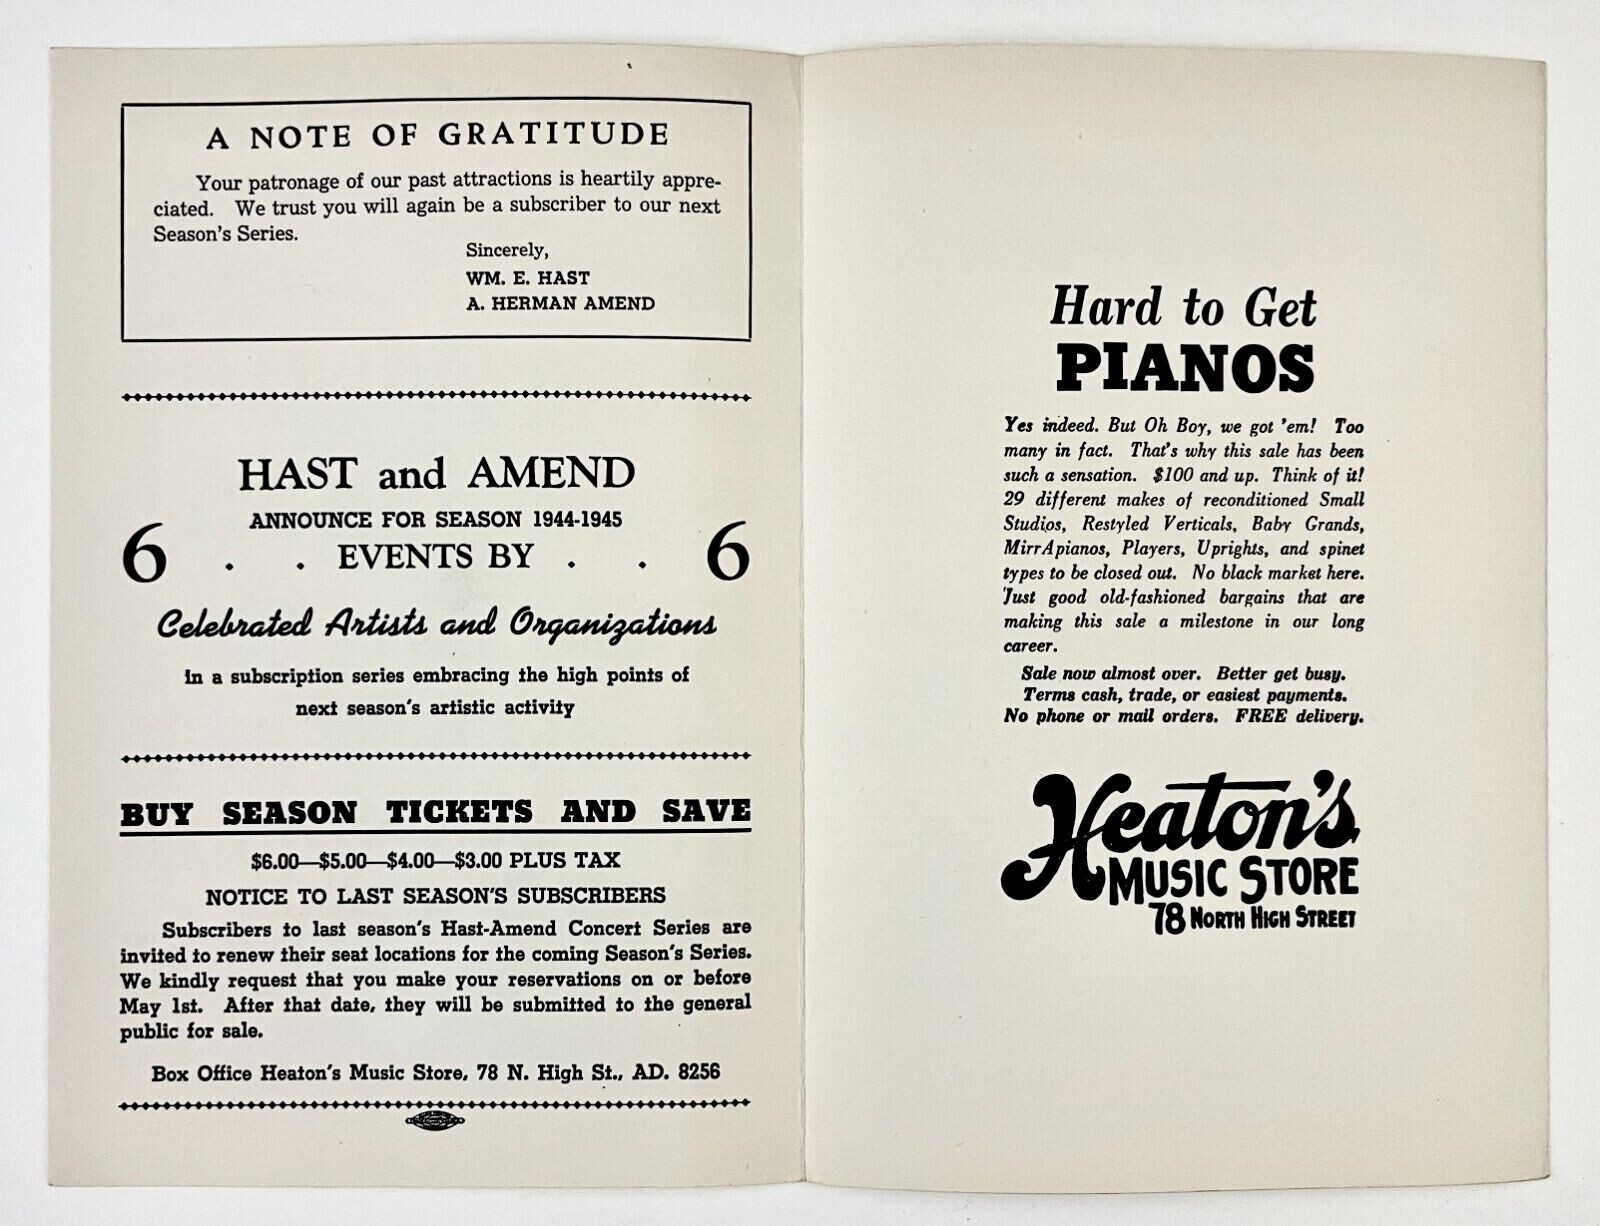 A NOTE OF GRATITUDE
Your patronage of our past attractions is heartily appre-
ciated. We trust you will again be a subscriber to our next
Season's Series.
Sincerely,
WM. E. HAST
A. HERMAN AMEND
HAST and AMEND
ANNOUNCE FOR SEASON 1944-1945
6 . . EVENTS BY . . 6
Celebrated Artists and Organizations
in a subscription series embracing the high points of
next season's artistic activity
BUY SEASON TICKETS AND SAVE
$6.00—$5.00—$4.00—$3.00 PLUS TAX
NOTICE TO LAST SEASON'S SUBSCRIBERS
Subscribers to last season's Hast-Amend Concert Series are
invited to renew their seat locations for the coming Season's Series.
We kindly request that you make your reservations on or before
May 1st. After that date, they will be submitted to the general
public for sale.
Box Office Heaton's Music Store, 78 N. High St., AD. 8256
Hard to Get
PIANOS
Yes indeed. But Oh Boy, we got 'em! Too
many in fact. That's why this sale has been
such a sensation. $100 and up. Think of it!
29 different makes of reconditioned Small
Studios, Restyled Verticals, Baby Grands,
MirrApianos, Players, Uprights, and spinet
types to be closed out. No black market here.
Just good old-fashioned bargains that are
making this sale a milestone in our long
career.
Sale now almost over. Better get busy.
Terms cash, trade, or easiest payments.
No phone or mail orders. FREE delivery.
Heaton's
MUSIC STORE
78 NORTH HIGH STREET